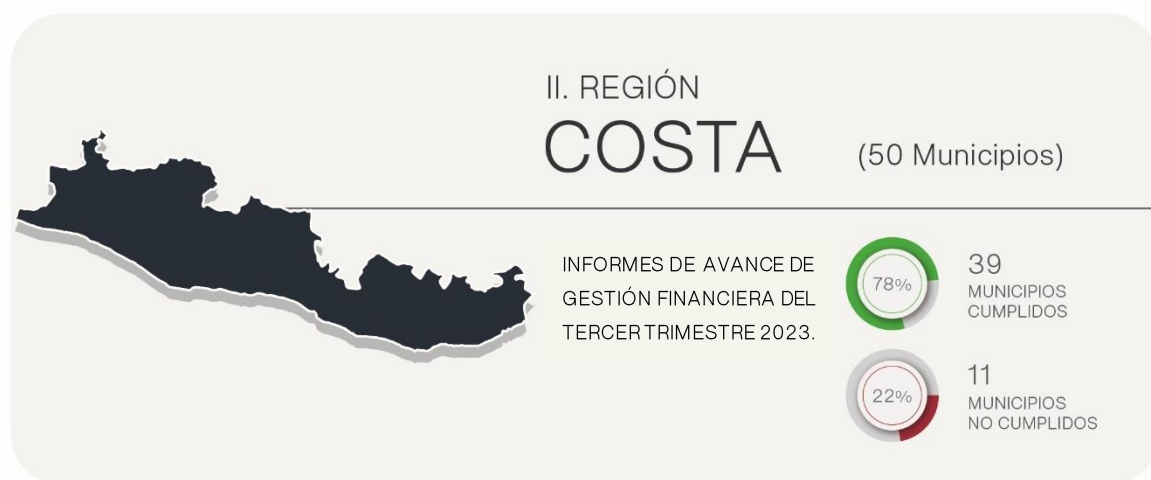 II. REGIÓN
COSTA
(50 Municipios)
INFORMES DE AVANCE DE
GESTIÓN FINANCIERA DEL
TERCER TRIMESTRE 2023.
78%
39
MUNICIPIOS
CUMPLIDOS
22%
11
MUNICIPIOS
NO CUMPLIDOS